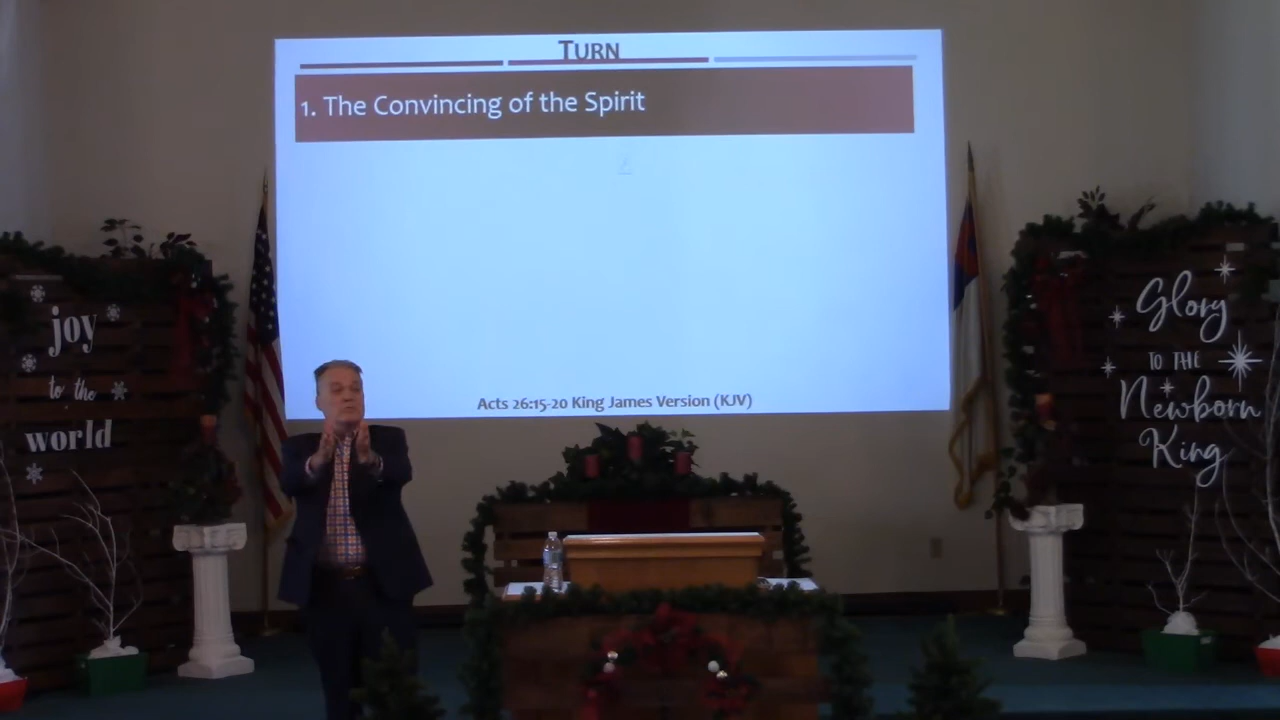 TURN
1. The Convincing of the Spirit
Acts 26:15-20 King James Version (KJV)
joy
to the
world
Glory
TO THE
Newborn
King